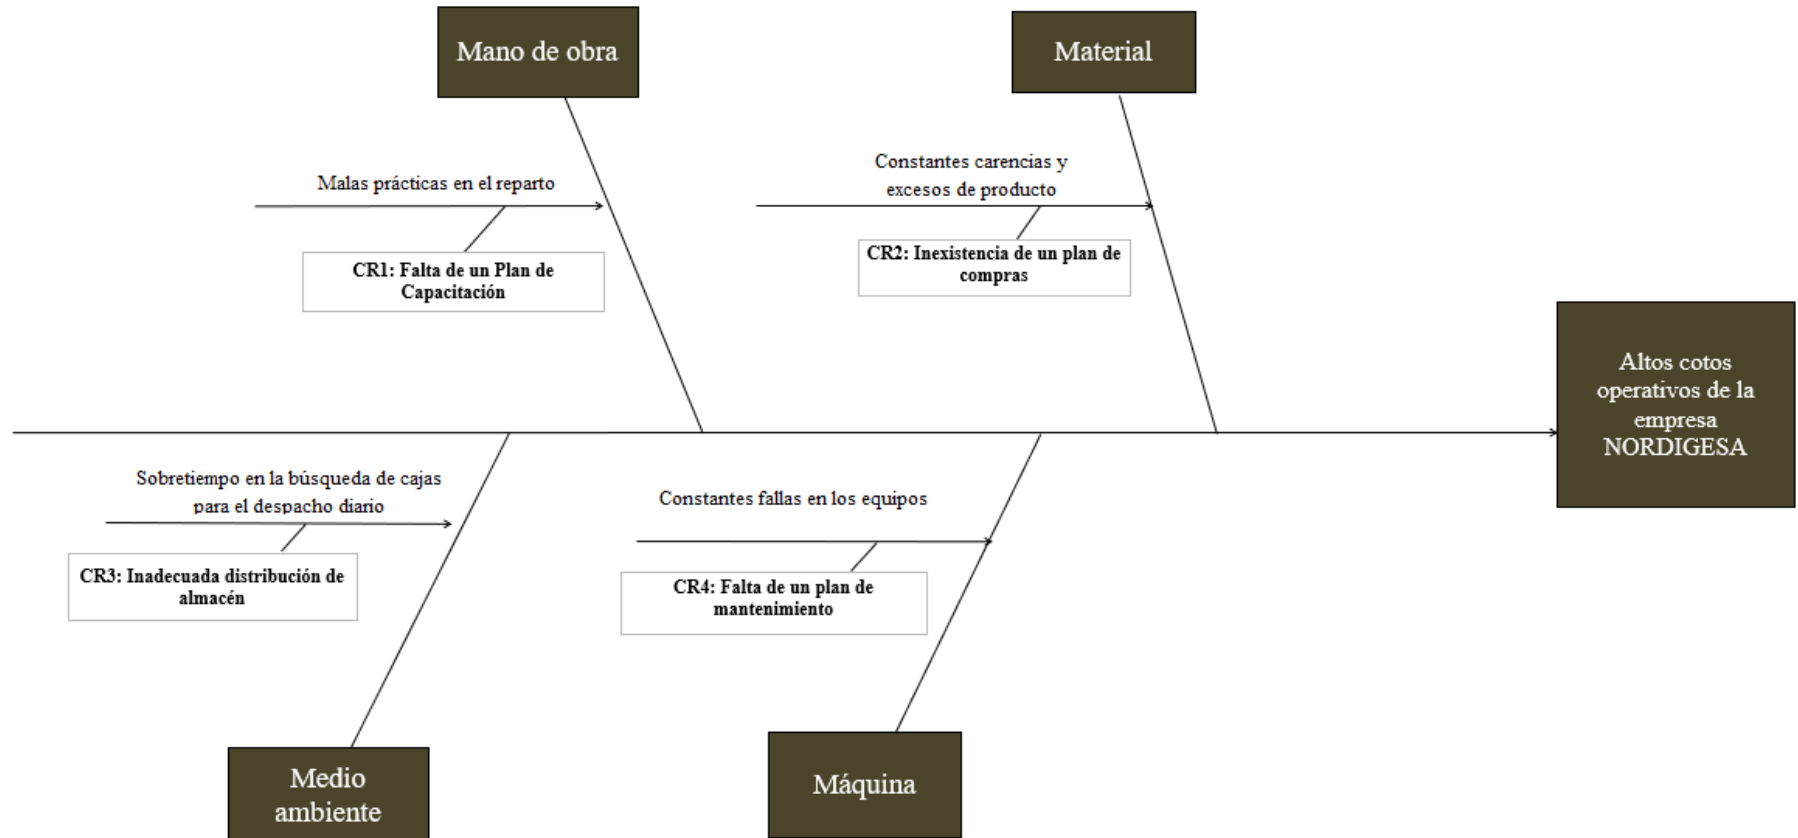 Mano de obra
Material
Malas prácticas en el reparto
Constantes carencias y
excesos de producto
CR1: Falta de un Plan de
Capacitación
CR2: Inexistencia de un plan de
compras
Altos cotos
operativos de la
empresa
NORDIGESA
Sobretiempo en la búsqueda de cajas
para el despacho diario
Constantes fallas en los equipos
CR3: Inadecuada distribución de
almacén
CR4: Falta de un plan de
mantenimiento
Medio
ambiente
Máquina